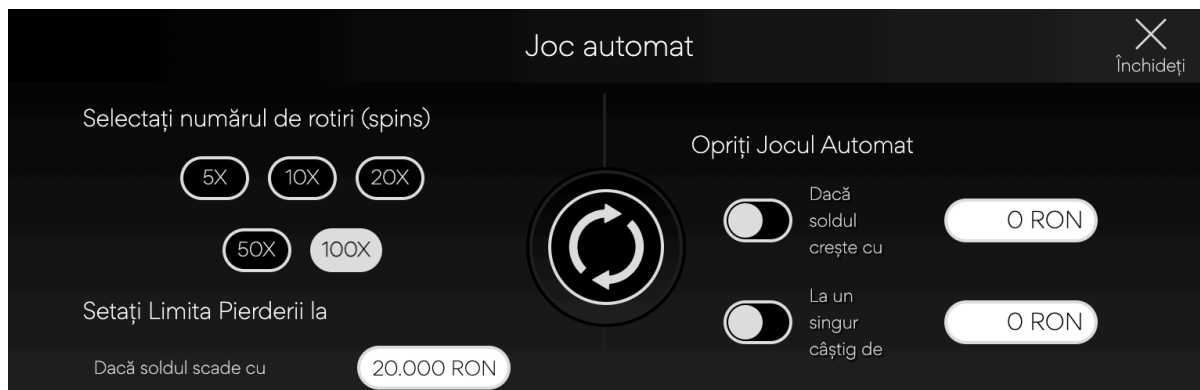 Joc automat
Închideți
Selectați numărul de rotiri (spins)
5X 10X 20X
50X 100X
Setați Limita Pierderii la
Dacă soldul scade cu 20.000 RON
Opriți Jocul Automat
Dacă
soldul
crește cu
0 RON
La un
singur
câștig de
0 RON